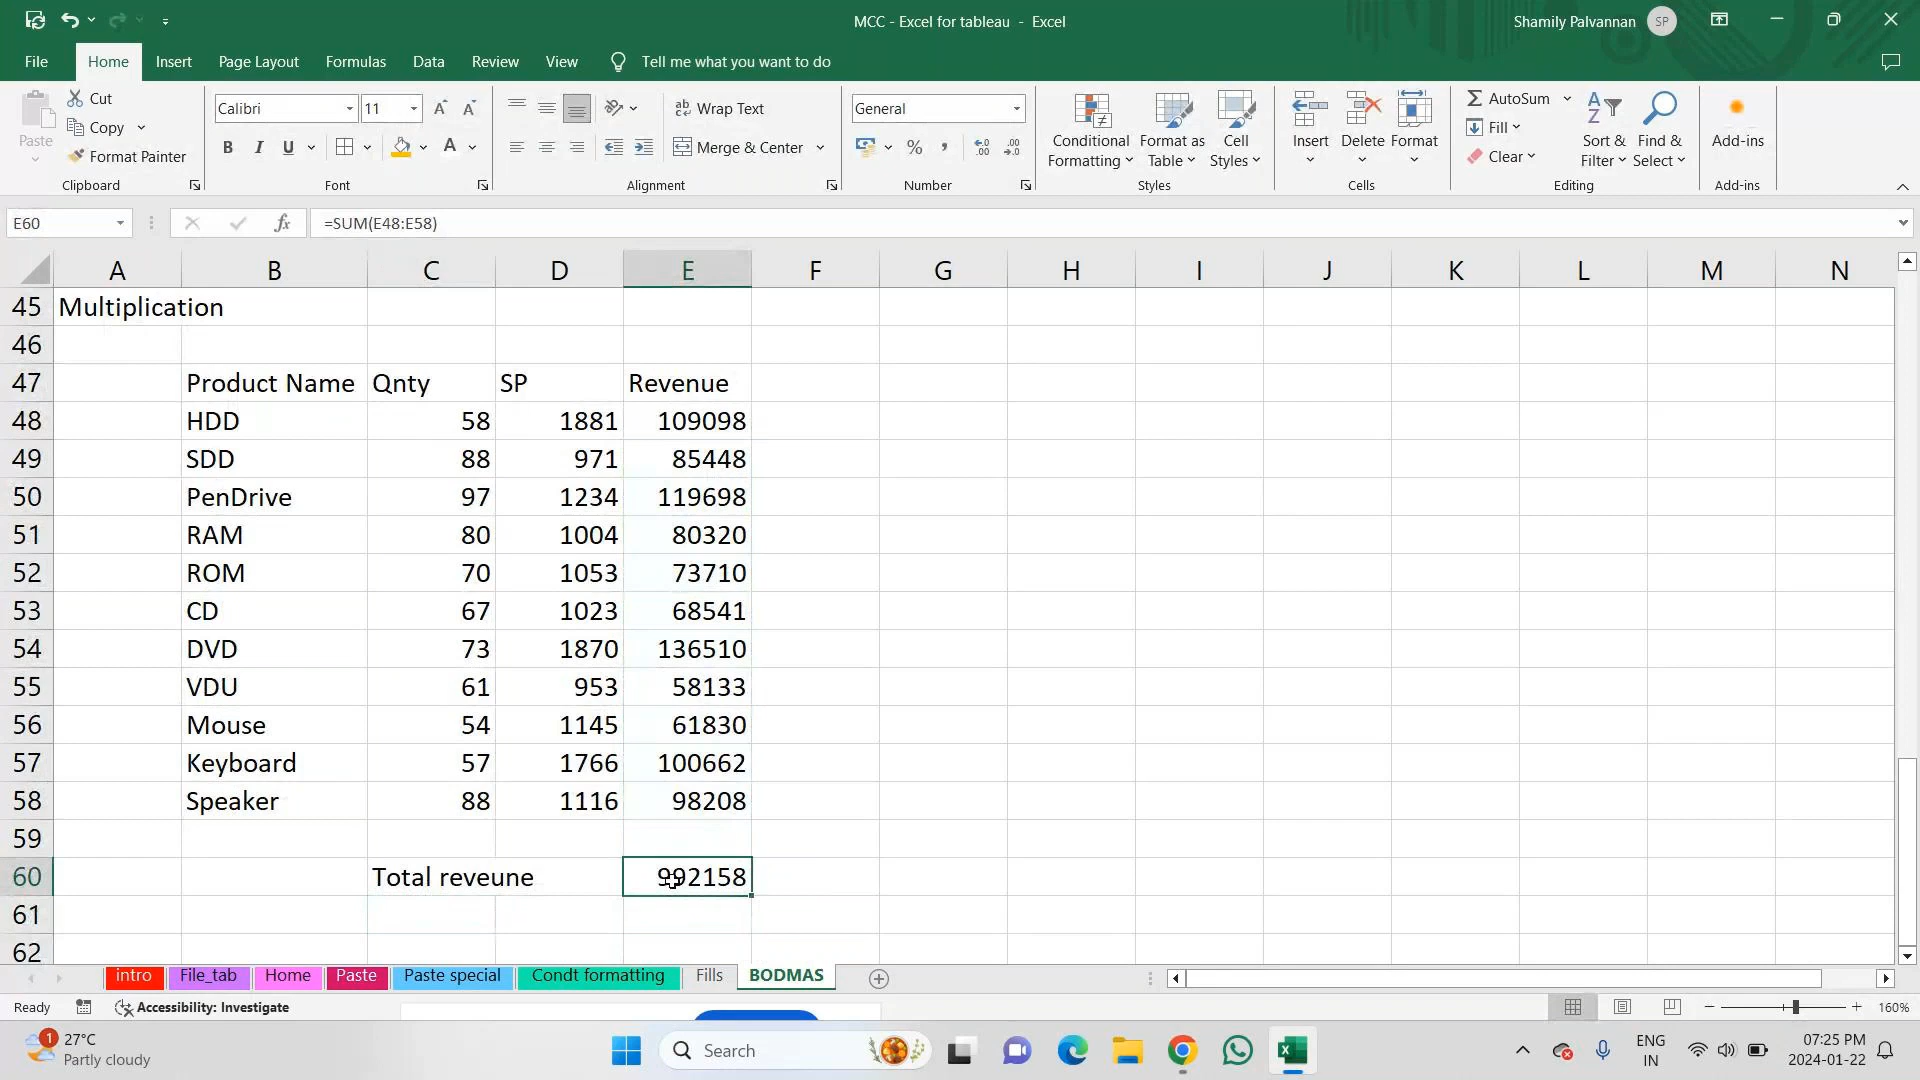 MCC - Excel for tableau - Excel
Shamily Palvannan SP
File Home Insert Page Layout Formulas Data Review View Tell me what you want to do
Paste
Cut
Copy
Format Painter
Clipboard
Calibri 11
B I U A
Font
Wrap Text
Merge & Center
Alignment
General
%
Number
Conditional Formatting
Format as Table
Cell Styles
Styles
Insert Delete Format
Cells
AutoSum
Fill
Clear
Sort & Filter
Find & Select
Editing
Add-ins
Add-ins
E60 fx =SUM(E48:E58)
A B C D E F G H I J K L M N
45 Multiplication
46
47 Product Name Qnty SP Revenue
48 HDD 58 1881 109098
49 SDD 88 971 85448
50 PenDrive 97 1234 119698
51 RAM 80 1004 80320
52 ROM 70 1053 73710
53 CD 67 1023 68541
54 DVD 73 1870 136510
55 VDU 61 953 58133
56 Mouse 54 1145 61830
57 Keyboard 57 1766 100662
58 Speaker 88 1116 98208
59
60 Total reveune 992158
61
62
intro File_tab Home Paste Paste special Condt formatting Fills BODMAS
Ready Accessibility: Investigate 160%
1 27°C
Partly cloudy
Search
ENG
IN
07:25 PM
2024-01-22